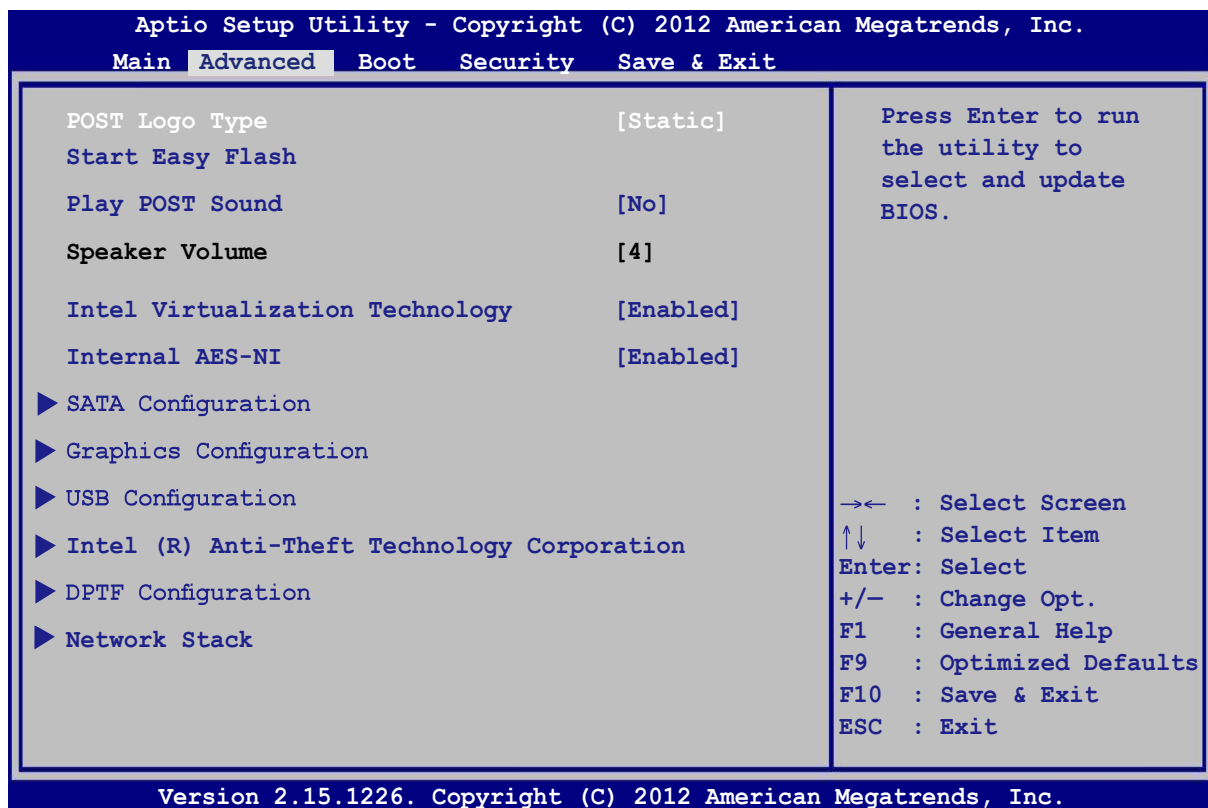 Aptio Setup Utility - Copyright (C) 2012 American Megatrends, Inc.
Main Advanced Boot Security Save & Exit
POST Logo Type [Static]
Start Easy Flash
Play POST Sound [No]
Speaker Volume [4]
Intel Virtualization Technology [Enabled]
Internal AES-NI [Enabled]
▶ SATA Configuration
▶ Graphics Configuration
▶ USB Configuration
▶ Intel (R) Anti-Theft Technology Corporation
▶ DPTF Configuration
▶ Network Stack
Press Enter to run
the utility to
select and update
BIOS.
→← : Select Screen
↑↓ : Select Item
Enter: Select
+/— : Change Opt.
F1 : General Help
F9 : Optimized Defaults
F10 : Save & Exit
ESC : Exit
Version 2.15.1226. Copyright (C) 2012 American Megatrends, Inc.